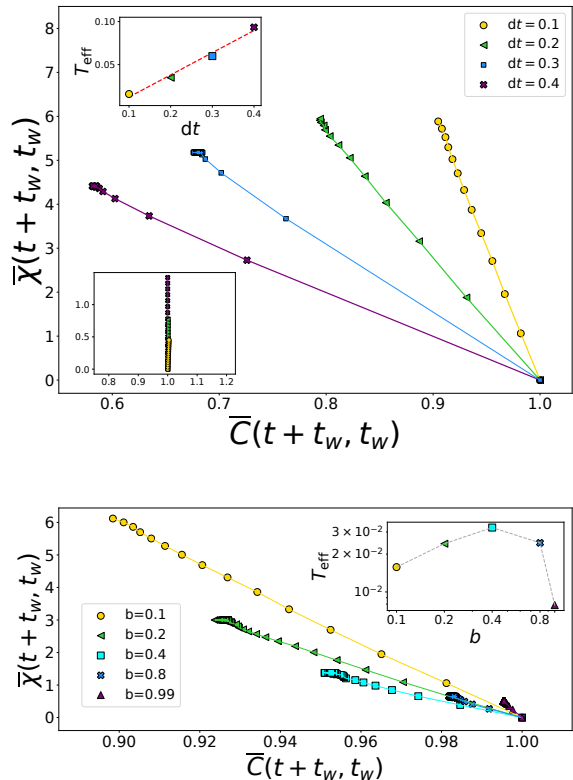 8
7
6
5
4
3
2
1
0
χ̅(t + t_w, t_w)
0.10
0.05
T_eff
0.1 0.2 0.3 0.4
dt
dt = 0.1
dt = 0.2
dt = 0.3
dt = 0.4
1.0
0.5
0.0
0.8 0.9 1.0 1.1 1.2
0.6 0.7 0.8 0.9 1.0
C̅(t + t_w, t_w)
6
5
4
3
2
1
0
χ̅(t + t_w, t_w)
b=0.1
b=0.2
b=0.4
b=0.8
b=0.99
3 × 10⁻²
2 × 10⁻²
10⁻²
T_eff
0.1 0.2 0.4 0.8
b
0.90 0.92 0.94 0.96 0.98 1.00
C̅(t + t_w, t_w)